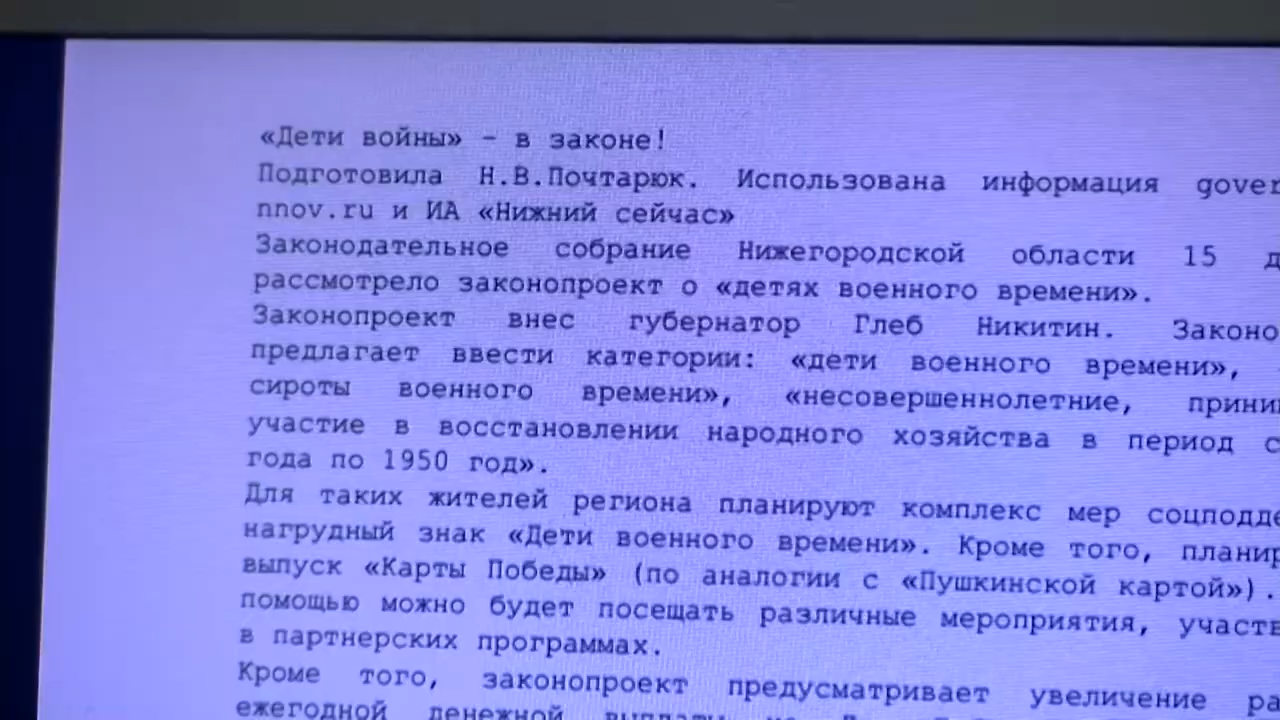 «Дети войны» – в законе!
Подготовила Н.В.Почтарюк. Использована информация gover
nnov.ru и ИА «Нижний сейчас»
Законодательное собрание Нижегородской области 15 д
рассмотрело законопроект о «детях военного времени».
Законопроект внес губернатор Глеб Никитин. Законо
предлагает ввести категории: «дети военного времени»,
сироты военного времени», «несовершеннолетние,прини
участие в восстановлении народного хозяйства в период с
года по 1950 год».
Для таких жителей региона планируют комплекс мер соцподде
нагрудный знак «Дети военного времени». Кроме того, планир
выпуск «Карты Победы» (по аналогии с «Пушкинской картой»).
помощью можно будет посещать различные мероприятия, участв
в партнерских программах.
Кроме того, законопроект предусматривает увеличение ра
ежегодной денежной выплаты